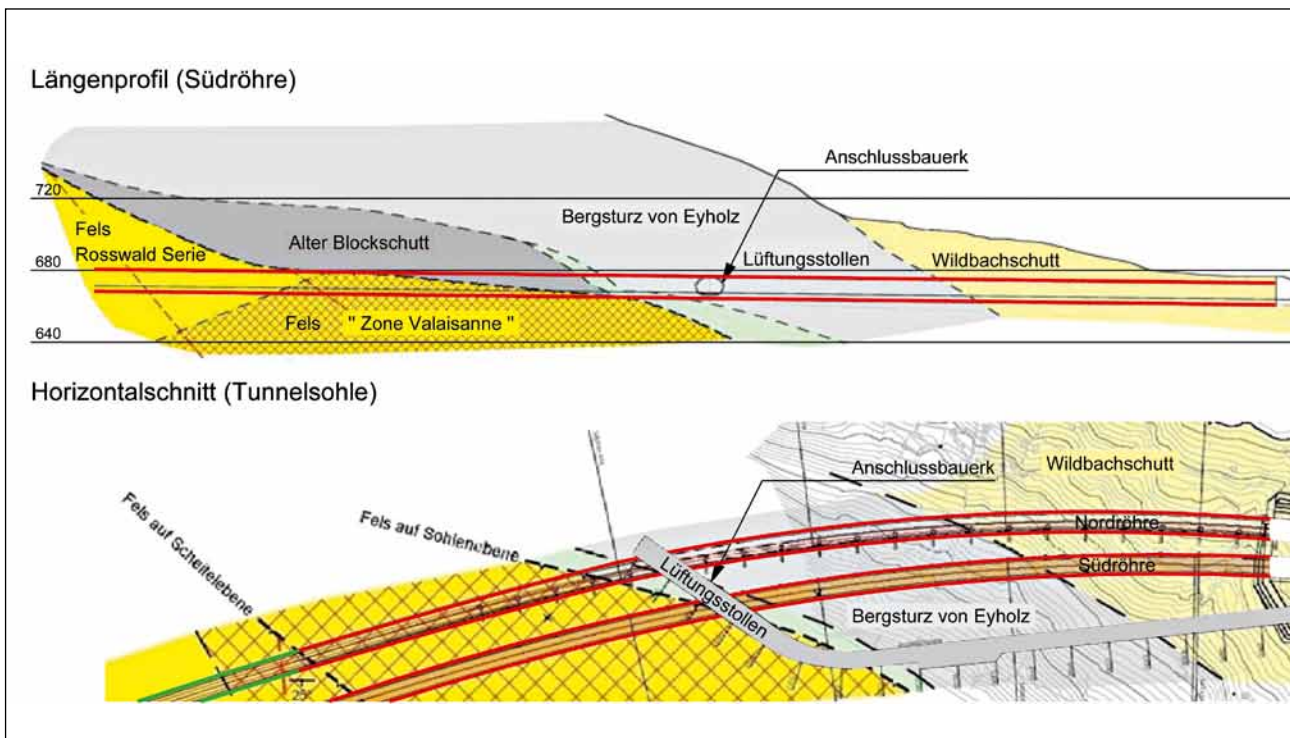 Längenprofil (Südröhre)
Anschlussbauerk
720
Bergsturz von Eyholz
Fels
Rosswald Serie
Alter Blockschutt
680
Lüftungsstollen
Wildbachschutt
Fels " Zone Valaisanne "
640
Horizontalschnitt (Tunnelsohle)
Anschlussbauerk
Wildbachschutt
Fels auf Scheitelebene
Fels auf Sohlenebene
Nordröhre
Südröhre
Lüftungsstollen
Bergsturz von Eyholz
25°